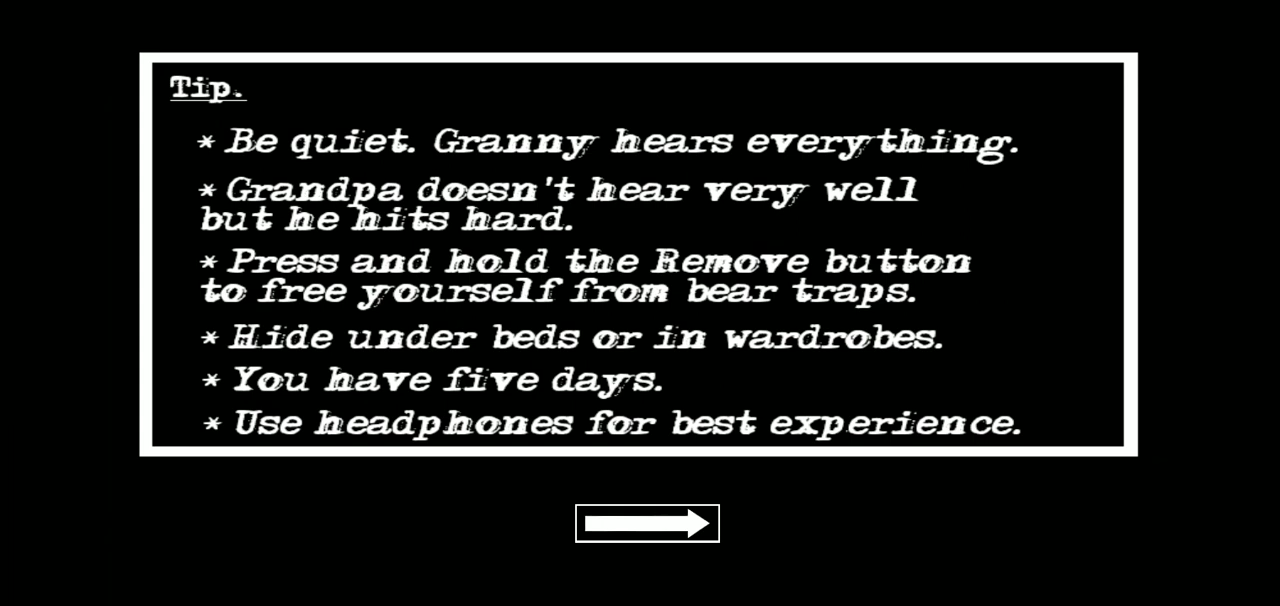 Tip.
* Be quiet. Granny hears everything.
* Grandpa doesn't hear very well
but he hits hard.
* Press and hold the Remove button
to free yourself from bear traps.
* Hide under beds or in wardrobes.
* You have five days.
* Use headphones for best experience.